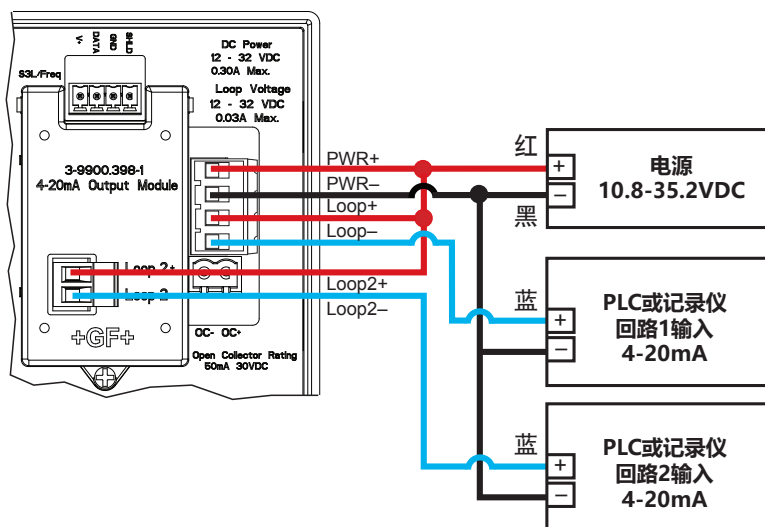 V+
DATA
GND
SHLD
S3L/Freq
DC Power
12 - 32 VDC
0.30A Max.
Loop Voltage
12 - 32 VDC
0.03A Max.
3-9900.398-1
4-20mA Output Module
Loop 2+
Loop 2-
+GF+
OC- OC+
Open Collector Rating
50mA 30VDC
PWR+
PWR–
Loop+
Loop–
Loop2+
Loop2–
红
黑
+
–
电源
10.8-35.2VDC
蓝
+
–
PLC或记录仪
回路1输入
4-20mA
蓝
+
–
PLC或记录仪
回路2输入
4-20mA